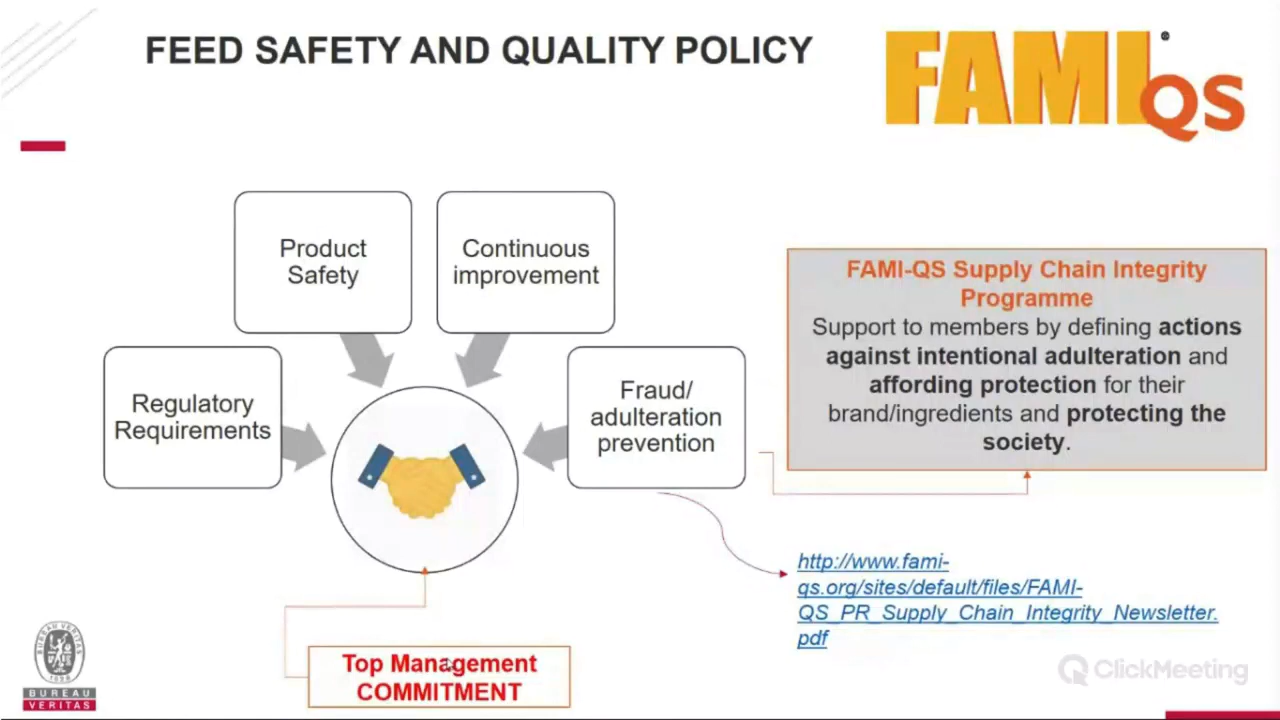 FEED SAFETY AND QUALITY POLICY
FAMI
QS
Product
Safety
Continuous
improvement
Regulatory
Requirements
Fraud/
adulteration
prevention
FAMI-QS Supply Chain Integrity
Programme
Support to members by defining actions
against intentional adulteration and
affording protection for their
brand/ingredients and protecting the
society.
http://www.fami-
qs.org/sites/default/files/FAMI-
QS_PR_Supply_Chain_Integrity_Newsletter.
pdf
Top Management
COMMITMENT
BUREAU VERITAS
1828
BUREAU
VERITAS
ClickMeeting